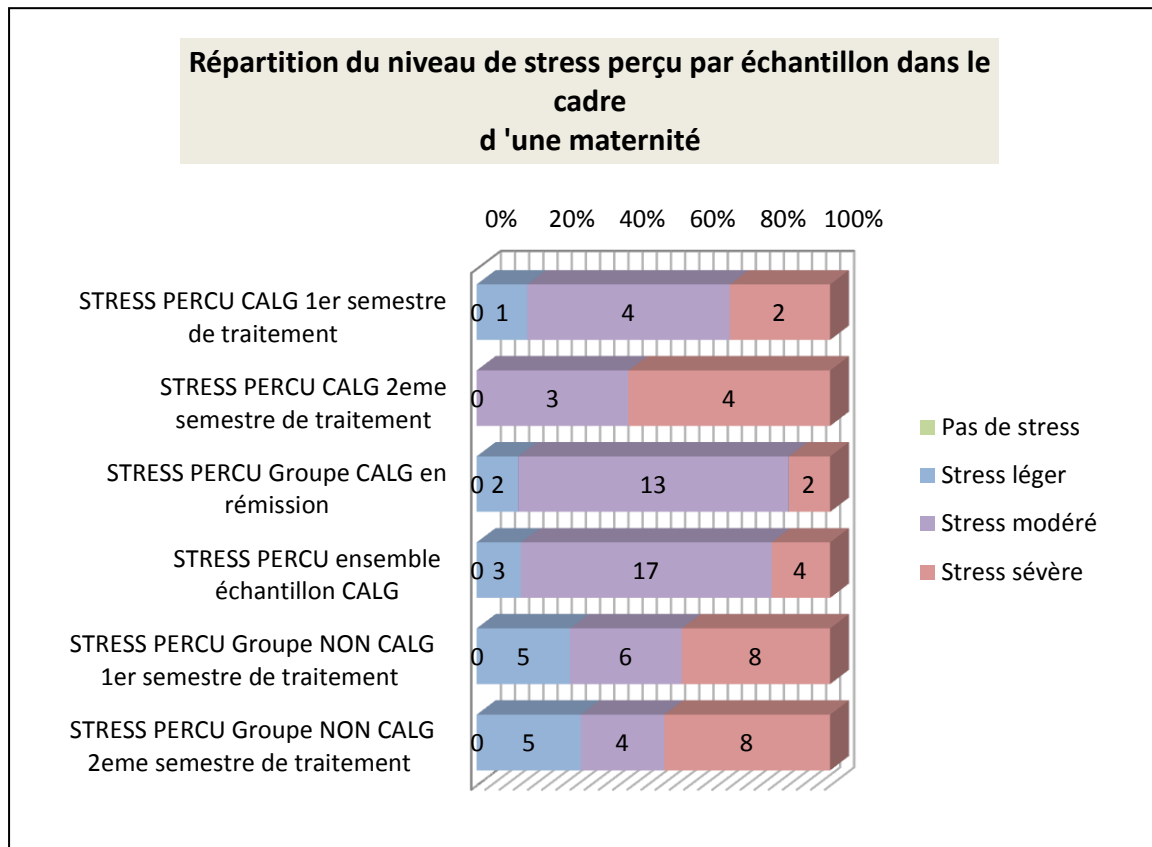 Répartition du niveau de stress perçu par échantillon dans le
cadre
d 'une maternité
0% 20% 40% 60% 80% 100%
STRESS PERCU CALG 1er semestre
de traitement
0 1 4 2
STRESS PERCU CALG 2eme
semestre de traitement
0 3 4
STRESS PERCU Groupe CALG en
rémission
0 2 13 2
STRESS PERCU ensemble
échantillon CALG
0 3 17 4
STRESS PERCU Groupe NON CALG
1er semestre de traitement
0 5 6 8
STRESS PERCU Groupe NON CALG
2eme semestre de traitement
0 5 4 8
Pas de stress
Stress léger
Stress modéré
Stress sévère